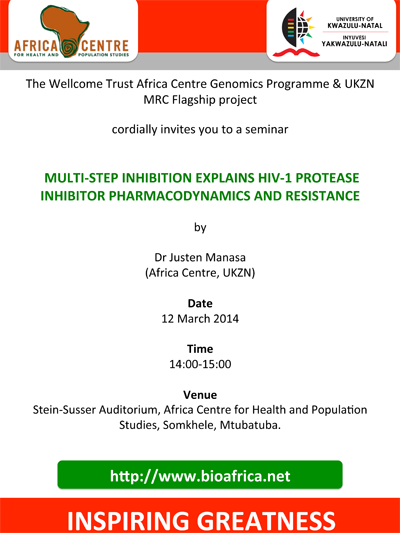 AFRICA CENTRE
FOR HEALTH AND POPULATION STUDIES
UNIVERSITY OF
KWAZULU-NATAL
INYUVESI
YAKWAZULU-NATALI
The Wellcome Trust Africa Centre Genomics Programme & UKZN
MRC Flagship project
cordially invites you to a seminar
MULTI-STEP INHIBITION EXPLAINS HIV-1 PROTEASE
INHIBITOR PHARMACODYNAMICS AND RESISTANCE
by
Dr Justen Manasa
(Africa Centre, UKZN)
Date
12 March 2014
Time
14:00-15:00
Venue
Stein-Susser Auditorium, Africa Centre for Health and Population
Studies, Somkhele, Mtubatuba.
http://www.bioafrica.net
INSPIRING GREATNESS